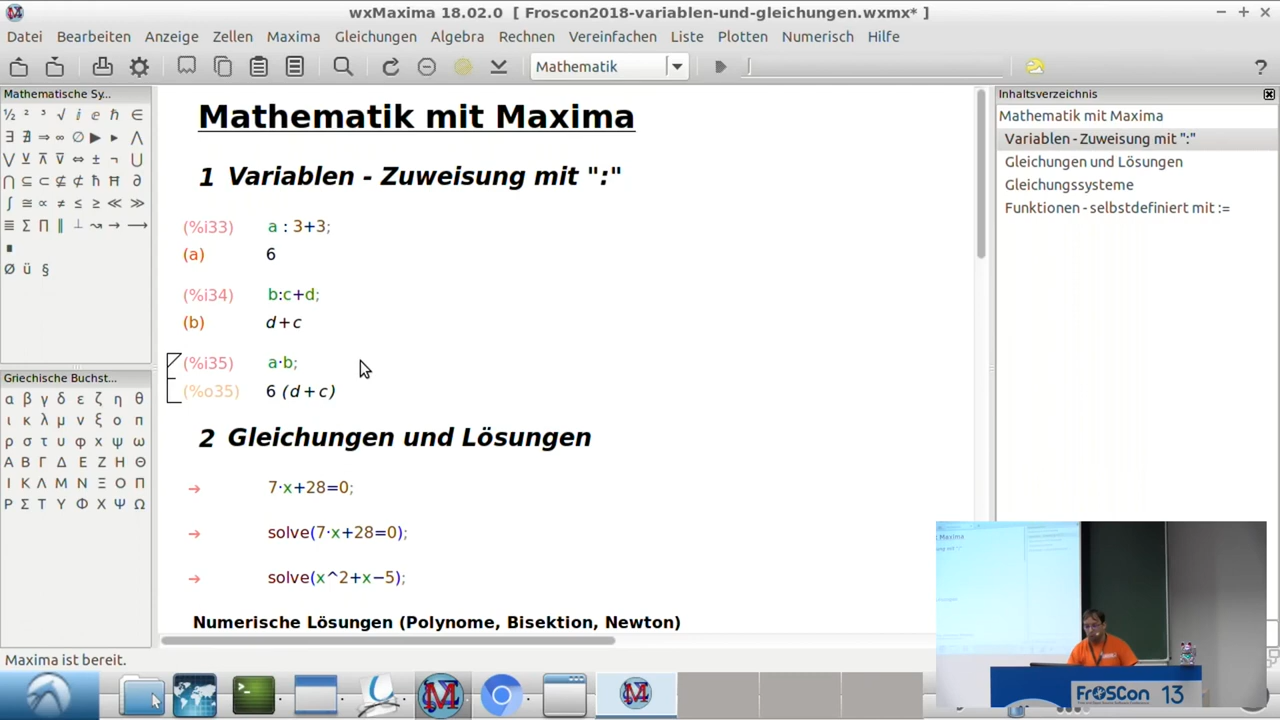 wxMaxima 18.02.0 [ Froscon2018-variablen-und-gleichungen.wxmx* ]
Datei Bearbeiten Anzeige Zellen Maxima Gleichungen Algebra Rechnen Vereinfachen Liste Plotten Numerisch Hilfe
Mathematik
?
Mathematische Sy...
½ ² ³ √ ⅈ ⅇ ℏ ∈
∃ ∄ ⇒ ∞ ∅ ▶ ▸ ⋀
⋁ ⊻ ⊼ ⊽ ⇔ ± ¬ ⋃
⋂ ⊆ ⊂ ⊈ ⊄ ħ Ħ ∂
∫ ≅ ∝ ≠ ≤ ≥ ≪ ≫
≣ ∑ ∏ ∥ ⊥ ↝ → ⟶
∎
Ø ü §
Griechische Buchst...
α β γ δ ε ζ η θ
ι κ λ μ ν ξ ο π
ρ σ τ υ φ χ ψ ω
Α Β Γ Δ Ε Ζ Η Θ
Ι Κ Λ Μ Ν Ξ Ο Π
Ρ Σ Τ Υ Φ Χ Ψ Ω
Mathematik mit Maxima
1 Variablen - Zuweisung mit ":"
(%i33) a : 3+3;
(a) 6
(%i34) b:c+d;
(b) d+c
(%i35) a·b;
(%o35) 6 (d+c)
2 Gleichungen und Lösungen
→ 7·x+28=0;
→ solve(7·x+28=0);
→ solve(x^2+x−5);
Numerische Lösungen (Polynome, Bisektion, Newton)
Inhaltsverzeichnis
Mathematik mit Maxima
Variablen - Zuweisung mit ":"
Gleichungen und Lösungen
Gleichungssysteme
Funktionen - selbstdefiniert mit :=
Maxima ist bereit.
FrOSCon 13